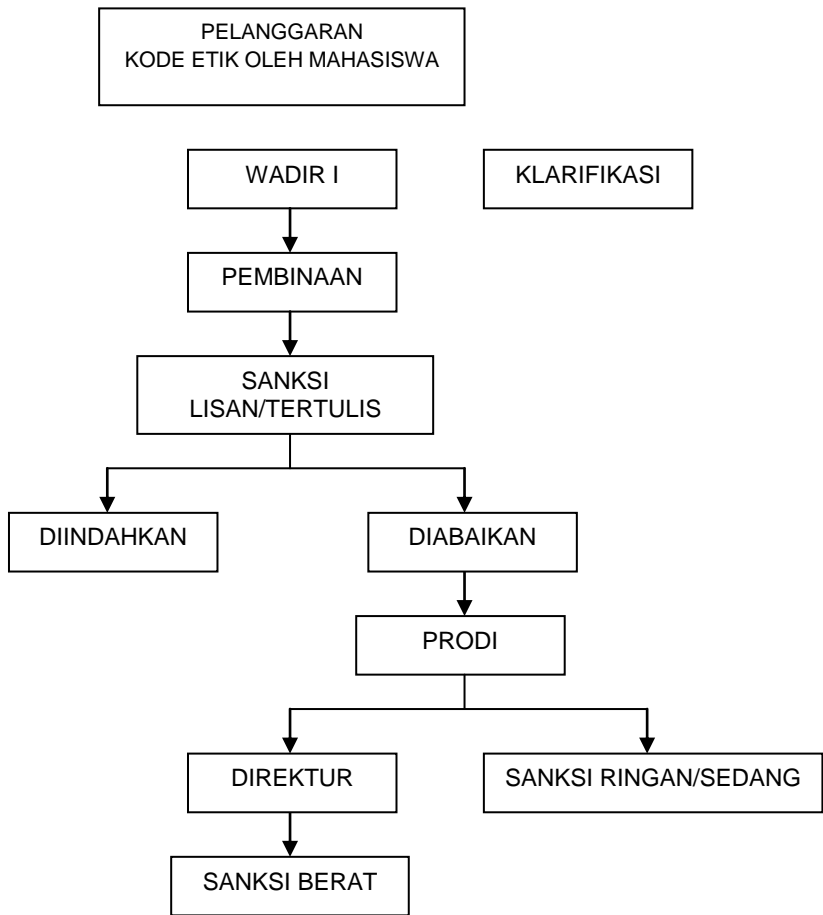 PELANGGARAN
KODE ETIK OLEH MAHASISWA
WADIR I
KLARIFIKASI
PEMBINAAN
SANKSI
LISAN/TERTULIS
DIINDAHKAN
DIABAIKAN
PRODI
DIREKTUR
SANKSI RINGAN/SEDANG
SANKSI BERAT